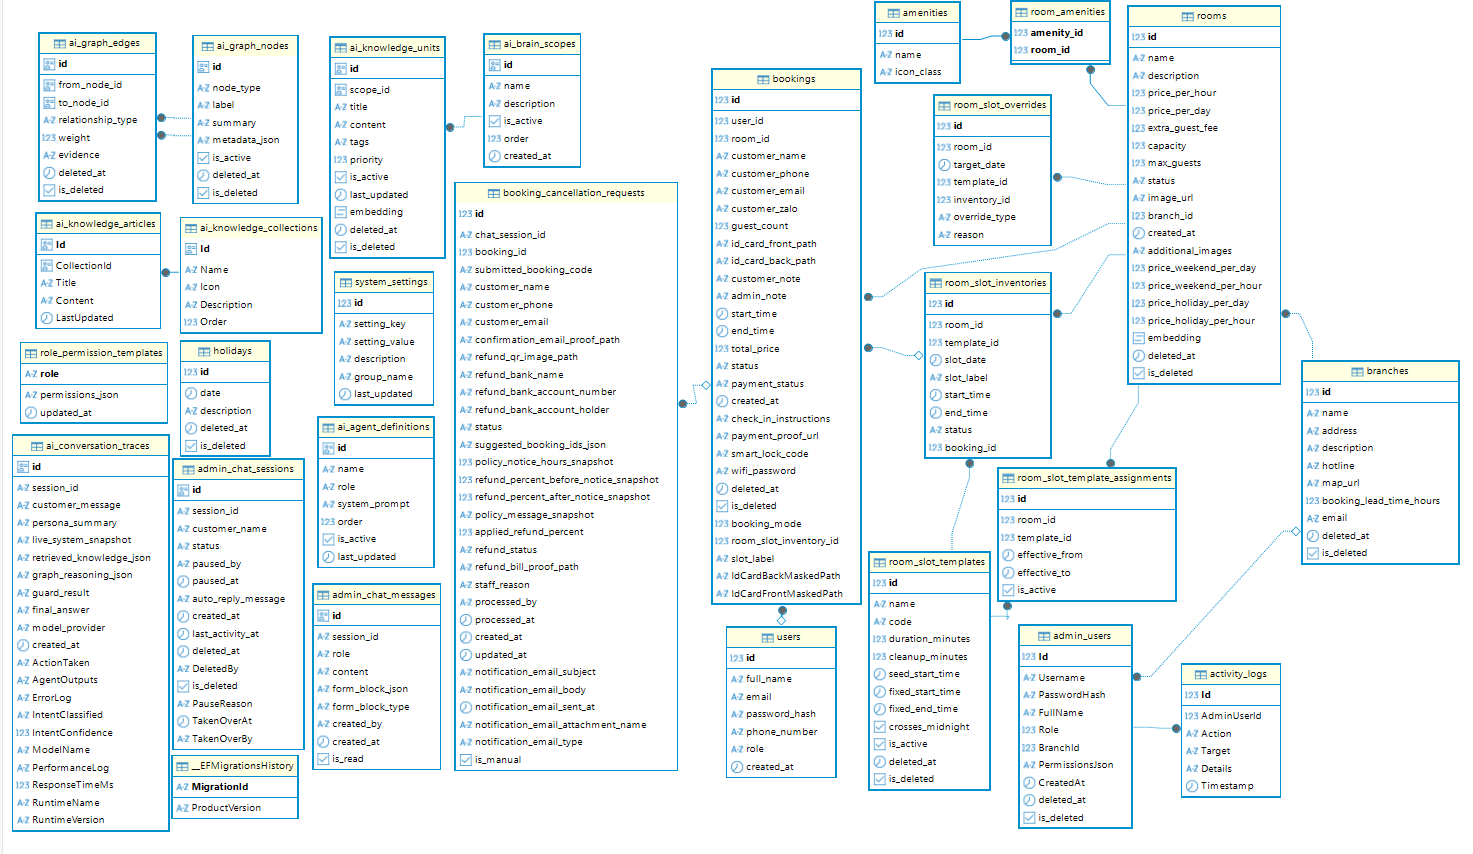 ai_graph_edges
id
from_node_id
to_node_id
relationship_type
weight
evidence
deleted_at
is_deleted
ai_graph_nodes
id
node_type
label
summary
metadata_json
is_active
deleted_at
is_deleted
ai_knowledge_units
id
scope_id
title
content
tags
priority
is_active
last_updated
embedding
deleted_at
is_deleted
ai_brain_scopes
id
name
description
is_active
order
created_at
ai_knowledge_articles
Id
CollectionId
Title
Content
LastUpdated
ai_knowledge_collections
Id
Name
Icon
Description
Order
system_settings
id
setting_key
setting_value
description
group_name
last_updated
role_permission_templates
role
permissions_json
updated_at
holidays
id
date
description
deleted_at
is_deleted
ai_conversation_traces
id
session_id
customer_message
persona_summary
live_system_snapshot
retrieved_knowledge_json
graph_reasoning_json
guard_result
final_answer
model_provider
created_at
ActionTaken
AgentOutputs
ErrorLog
IntentClassified
IntentConfidence
ModelName
PerformanceLog
ResponseTimeMs
RuntimeName
RuntimeVersion
admin_chat_sessions
id
session_id
customer_name
status
paused_by
paused_at
auto_reply_message
created_at
last_activity_at
deleted_at
DeletedBy
is_deleted
PauseReason
TakenOverAt
TakenOverBy
__EFMigrationsHistory
MigrationId
ProductVersion
ai_agent_definitions
id
name
role
system_prompt
order
is_active
last_updated
admin_chat_messages
id
session_id
role
content
form_block_json
form_block_type
created_by
created_at
is_read
booking_cancellation_requests
id
chat_session_id
booking_id
submitted_booking_code
customer_name
customer_phone
customer_email
confirmation_email_proof_path
refund_qr_image_path
refund_bank_name
refund_bank_account_number
refund_bank_account_holder
status
suggested_booking_ids_json
policy_notice_hours_snapshot
refund_percent_before_notice_snapshot
refund_percent_after_notice_snapshot
policy_message_snapshot
applied_refund_percent
refund_status
refund_bill_proof_path
staff_reason
processed_by
processed_at
created_at
updated_at
notification_email_subject
notification_email_body
notification_email_sent_at
notification_email_attachment_name
notification_email_type
is_manual
bookings
id
user_id
room_id
customer_name
customer_phone
customer_email
customer_zalo
guest_count
id_card_front_path
id_card_back_path
customer_note
admin_note
start_time
end_time
total_price
status
payment_status
created_at
check_in_instructions
payment_proof_url
smart_lock_code
wifi_password
deleted_at
is_deleted
booking_mode
room_slot_inventory_id
slot_label
IdCardBackMaskedPath
IdCardFrontMaskedPath
users
id
full_name
email
password_hash
phone_number
role
created_at
amenities
id
name
icon_class
room_amenities
amenity_id
room_id
room_slot_overrides
id
room_id
target_date
template_id
inventory_id
override_type
reason
room_slot_inventories
id
room_id
template_id
slot_date
slot_label
start_time
end_time
status
booking_id
rooms
id
name
description
price_per_hour
price_per_day
extra_guest_fee
capacity
max_guests
status
image_url
branch_id
created_at
additional_images
price_weekend_per_day
price_weekend_per_hour
price_holiday_per_day
price_holiday_per_hour
embedding
deleted_at
is_deleted
branches
id
name
address
description
hotline
map_url
booking_lead_time_hours
email
deleted_at
is_deleted
room_slot_template_assignments
id
room_id
template_id
effective_from
effective_to
is_active
room_slot_templates
id
name
code
duration_minutes
cleanup_minutes
seed_start_time
fixed_start_time
fixed_end_time
crosses_midnight
is_active
deleted_at
is_deleted
admin_users
Id
Username
PasswordHash
FullName
Role
BranchId
PermissionsJson
CreatedAt
deleted_at
is_deleted
activity_logs
Id
AdminUserId
Action
Target
Details
Timestamp